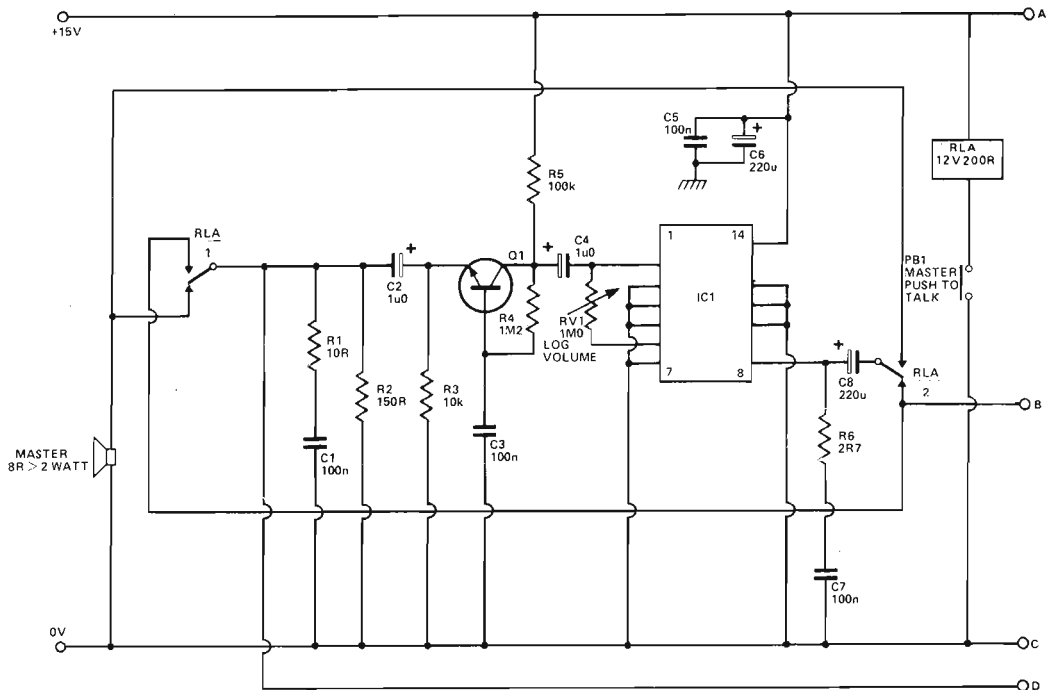 +15V
A
C5
100n
+
C6
220u
RLA
12V 200R
R5
100k
RLA
1
+
C2
1u0
Q1
+
C4
1u0
R4
1M2
RV1
1M0
LOG
VOLUME
1
14
IC1
7
8
PB1
MASTER
PUSH TO
TALK
R1
10R
R2
150R
R3
10k
C1
100n
C3
100n
+
C8
220u
RLA
2
B
R6
2R7
MASTER
8R > 2 WATT
C7
100n
0V
C
D